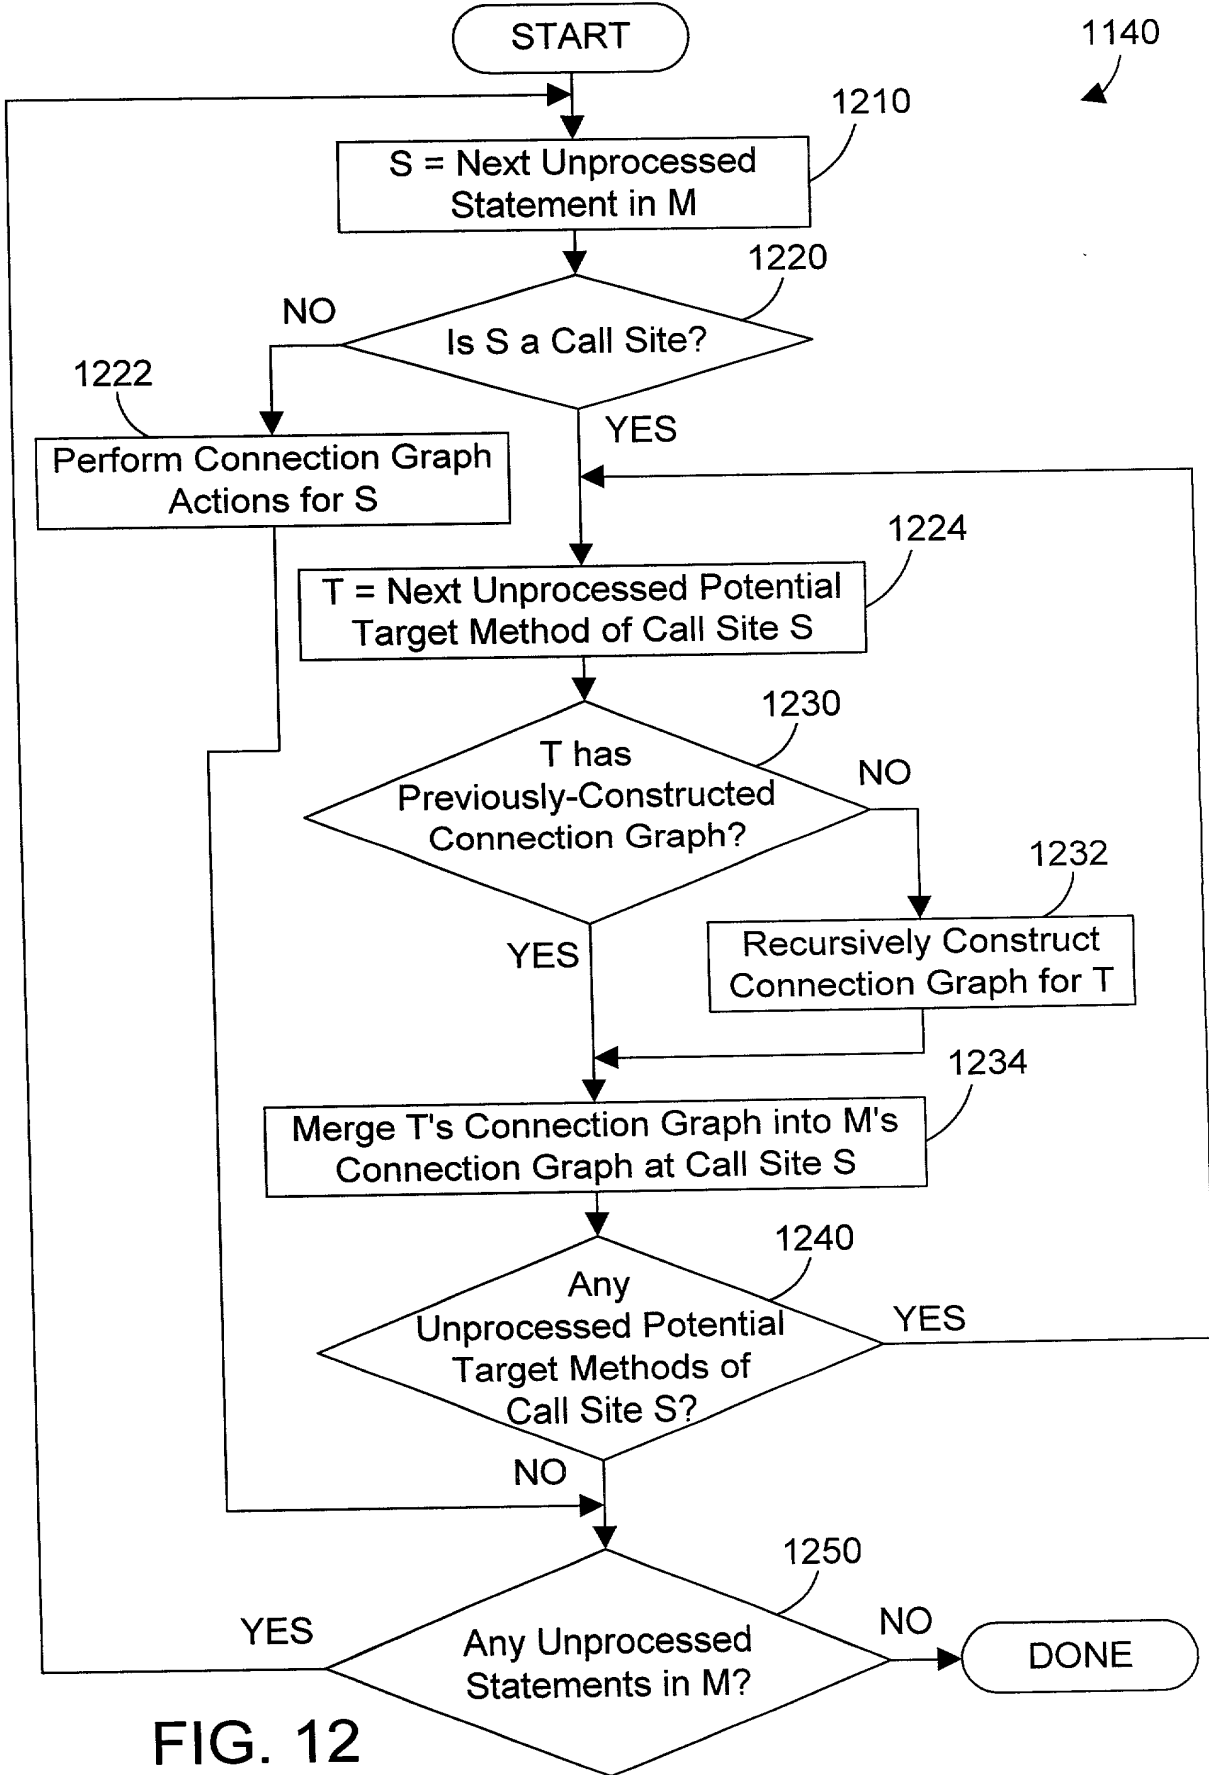 START
1140
1210
S = Next Unprocessed
Statement in M
1220
NO
Is S a Call Site?
1222
YES
Perform Connection Graph
Actions for S
1224
T = Next Unprocessed Potential
Target Method of Call Site S
1230
T has
Previously-Constructed
Connection Graph?
NO
1232
YES
Recursively Construct
Connection Graph for T
1234
Merge T's Connection Graph into M's
Connection Graph at Call Site S
1240
Any
Unprocessed Potential
Target Methods of
Call Site S?
YES
NO
1250
YES
Any Unprocessed
Statements in M?
NO
DONE
FIG. 12